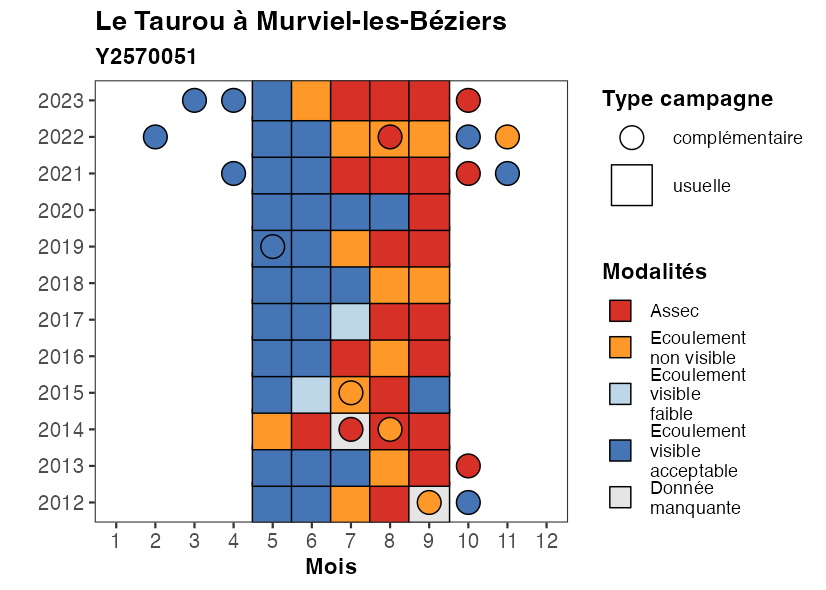 Le Taurou à Murviel-les-Béziers
Y2570051
2023
2022
2021
2020
2019
2018
2017
2016
2015
2014
2013
2012
1 2 3 4 5 6 7 8 9 10 11 12
Mois
Type campagne
complémentaire
usuelle
Modalités
Assec
Ecoulement
non visible
Ecoulement
visible
faible
Ecoulement
visible
acceptable
Donnée
manquante